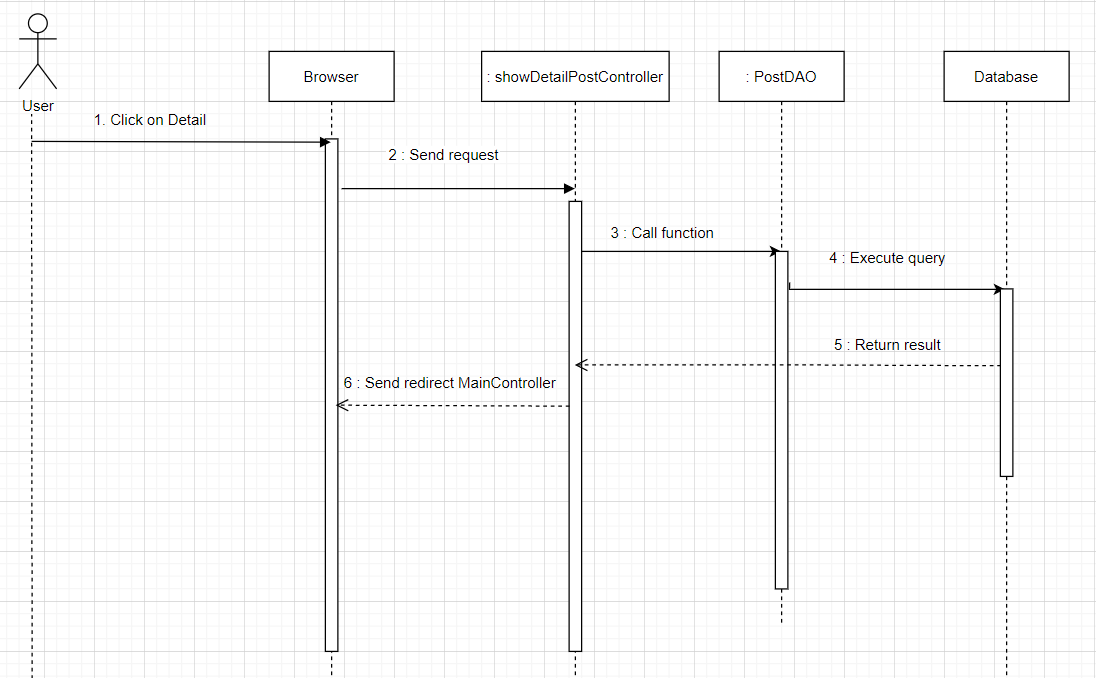 Browser
: showDetailPostController
: PostDAO
Database
User
1. Click on Detail
2 : Send request
3 : Call function
4 : Execute query
5 : Return result
6 : Send redirect MainController